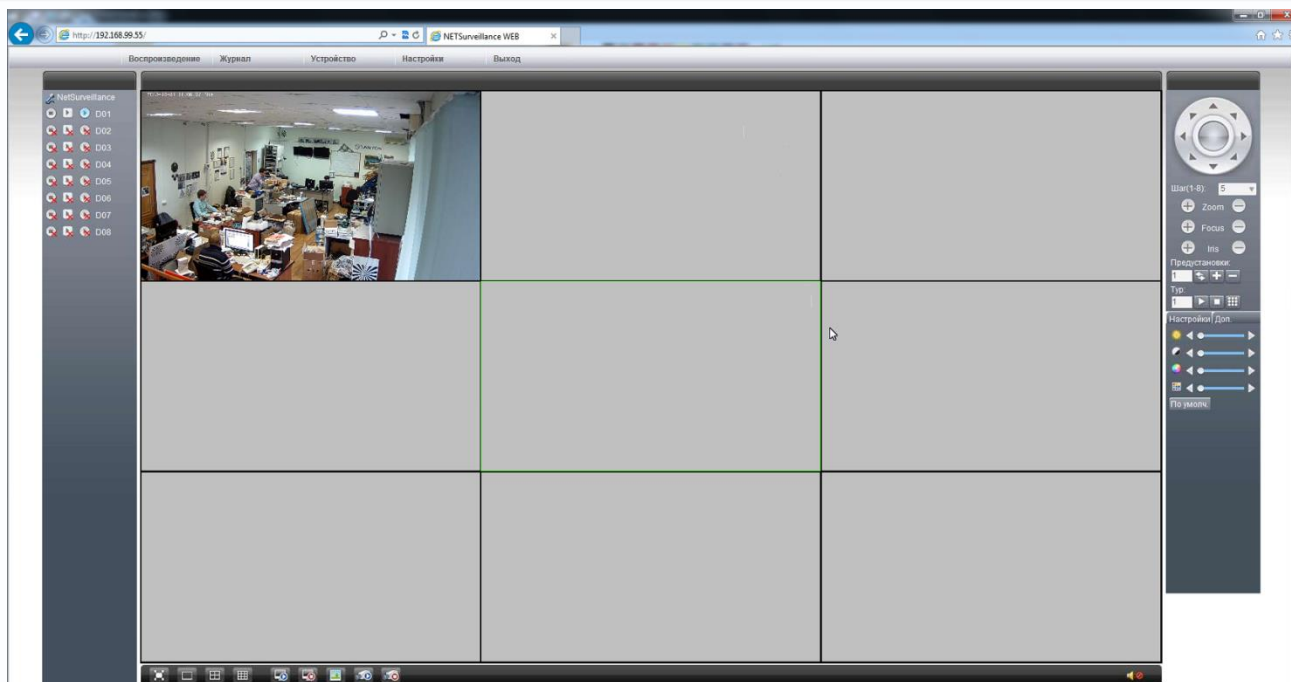 http://192.168.99.55/
NETSurveillance WEB
Воспроизведение Журнал Устройство Настройки Выход
NetSurveillance
D01
D02
D03
D04
D05
D06
D07
D08
Шаг(1-8): 5
Zoom
Focus
Iris
Предустановки:
1
Тур:
1
Настройки Доп
По умолч.